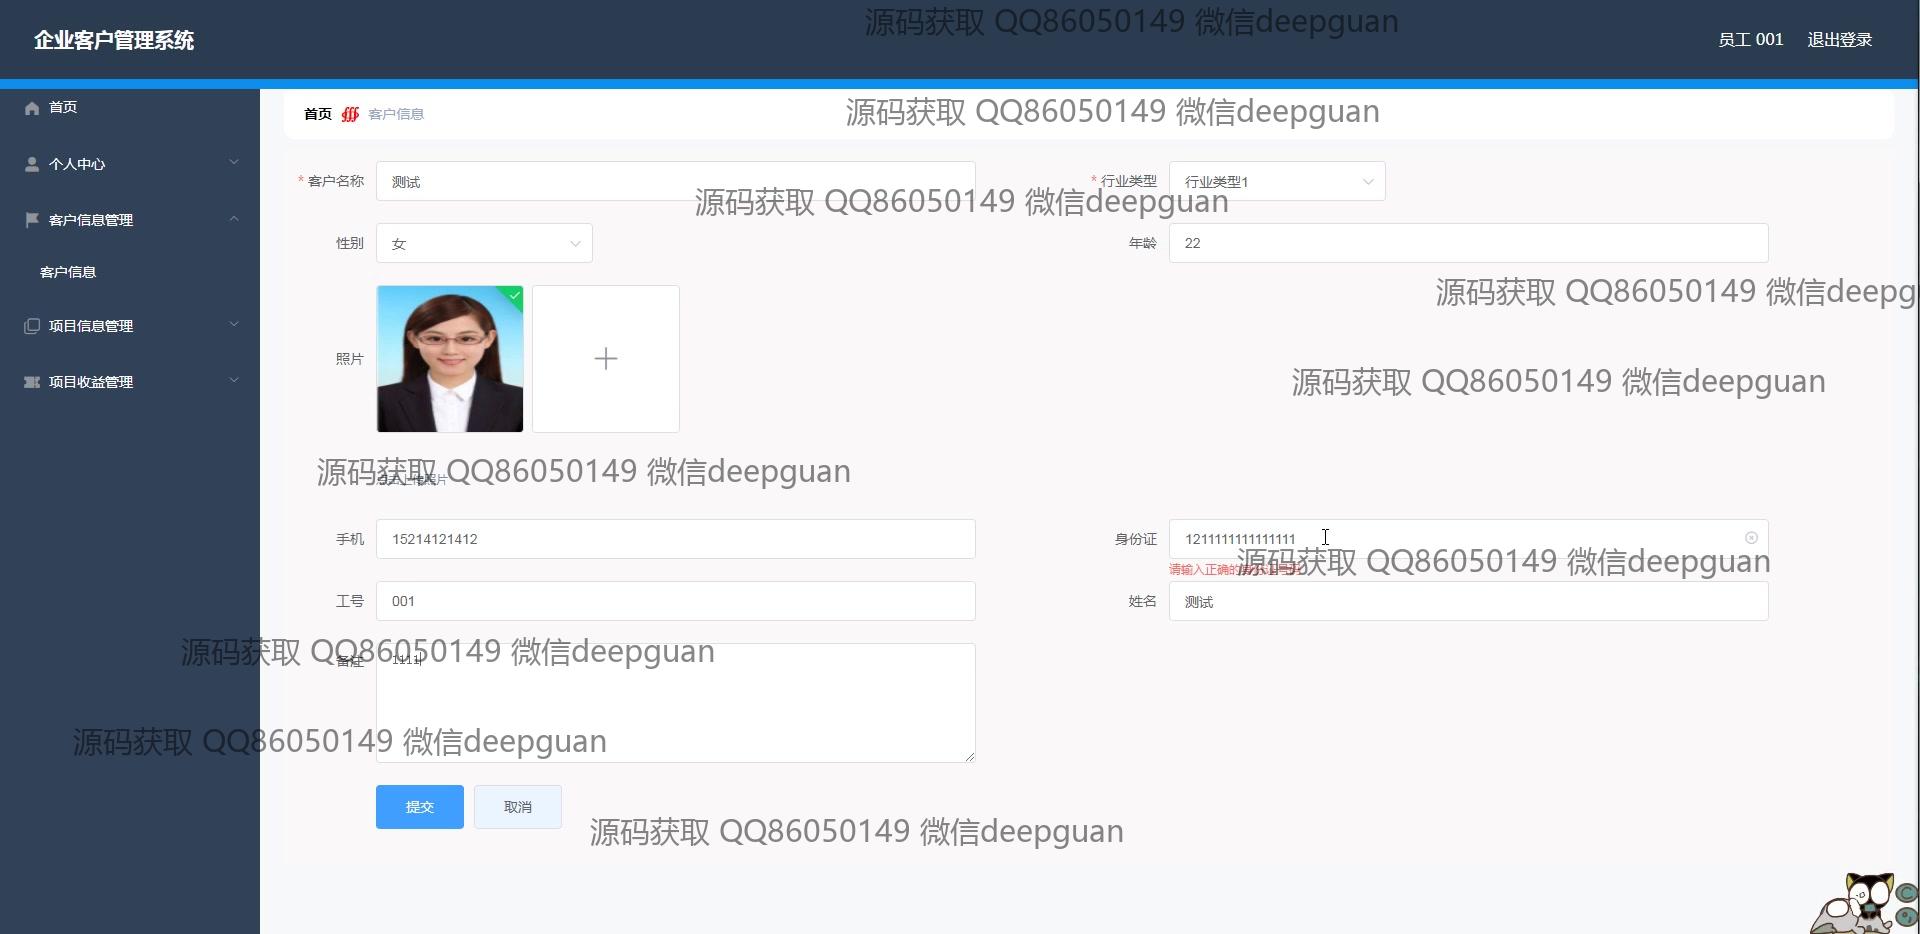 企业客户管理系统
源码获取 QQ86050149 微信deepguan
员工 001
退出登录
首页
个人中心
客户信息管理
客户信息
项目信息管理
项目收益管理
首页
客户信息
源码获取 QQ86050149 微信deepguan
* 客户名称
测试
* 行业类型
行业类型1
源码获取 QQ86050149 微信deepguan
性别
女
年龄
22
源码获取 QQ86050149 微信deepg
照片
源码获取 QQ86050149 微信deepguan
源码获取 QQ86050149 微信deepguan
点击上传照片
手机
15214121412
身份证
1211111111111111
源码获取 QQ86050149 微信deepguan
请输入正确的身份证号码
工号
001
姓名
测试
源码获取 QQ86050149 微信deepguan
备注
1111
源码获取 QQ86050149 微信deepguan
提交
取消
源码获取 QQ86050149 微信deepguan